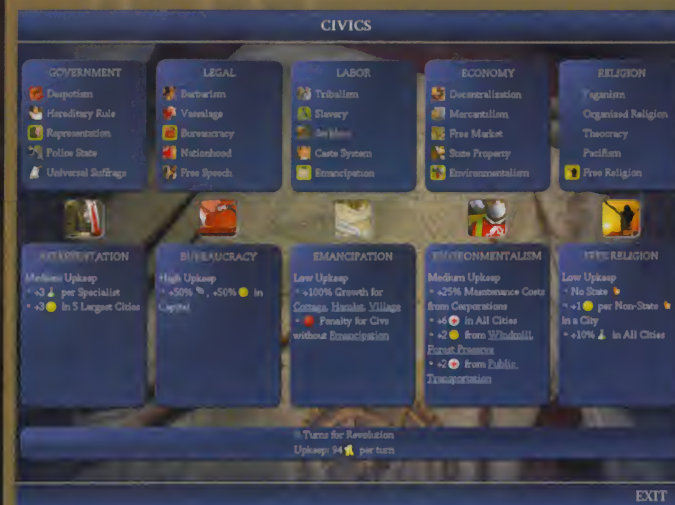 CIVICS
GOVERNMENT
Despotism
Hereditary Rule
Representation
Police State
Universal Suffrage
LEGAL
Barbarism
Vassalage
Bureaucracy
Nationhood
Free Speech
LABOR
Tribalism
Slavery
Caste System
Emancipation
ECONOMY
Decentralization
Mercantilism
Free Market
State Property
Environmentalism
RELIGION
Paganism
Organized Religion
Theocracy
Pacifism
Free Religion
REPRESENTATION
Medium Upkeep
+3 per Specialist
+3 in 5 Largest Cities
BUREAUCRACY
High Upkeep
+50%, +50% in
Capital
EMANCIPATION
Low Upkeep
+100% Growth for
Cottage, Hamlet, Village
Penalty for Civs
without Emancipation
ENVIRONMENTALISM
Medium Upkeep
+25% Maintenance Costs
from Corporations
+6 in All Cities
+2 from Windmill,
Forest Preserve
+2 from Public
Transportation
FREE RELIGION
Low Upkeep
No State
+1 per Non-State
in a City
+10% in All Cities
Turns for Revolution
Upkeep: 94 per turn
EXIT